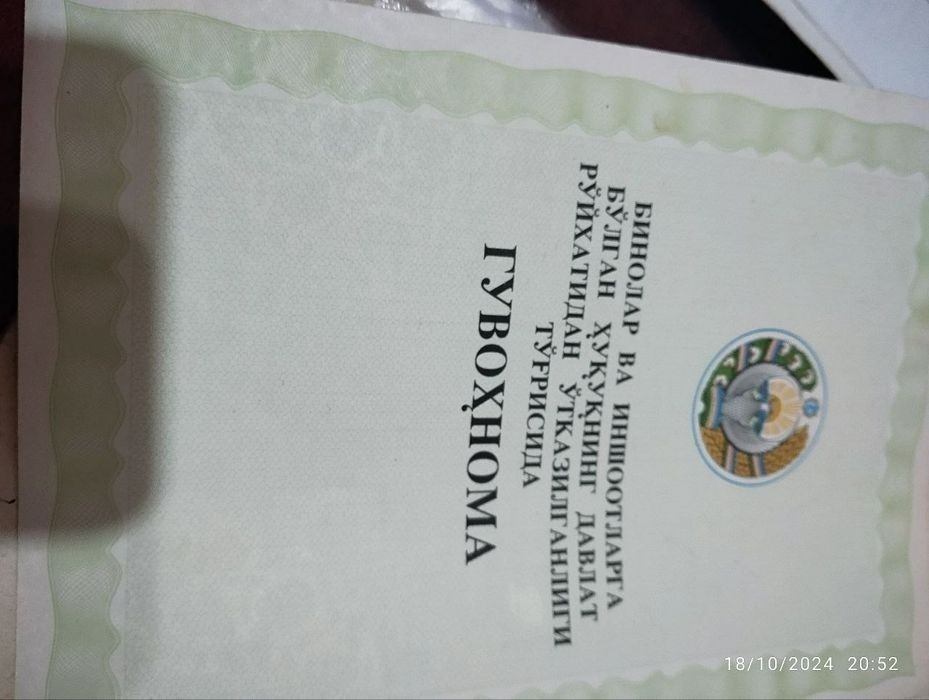 БИНОЛАР ВА ИНШООТЛАРГА
БЎЛГАН ҲУҚУҚНИНГ ДАВЛАТ
РЎЙХАТИДАН ЎТКАЗИЛГАНЛИГИ
ТЎҒРИСИДА
ГУВОҲНОМА
18/10/2024 20:52